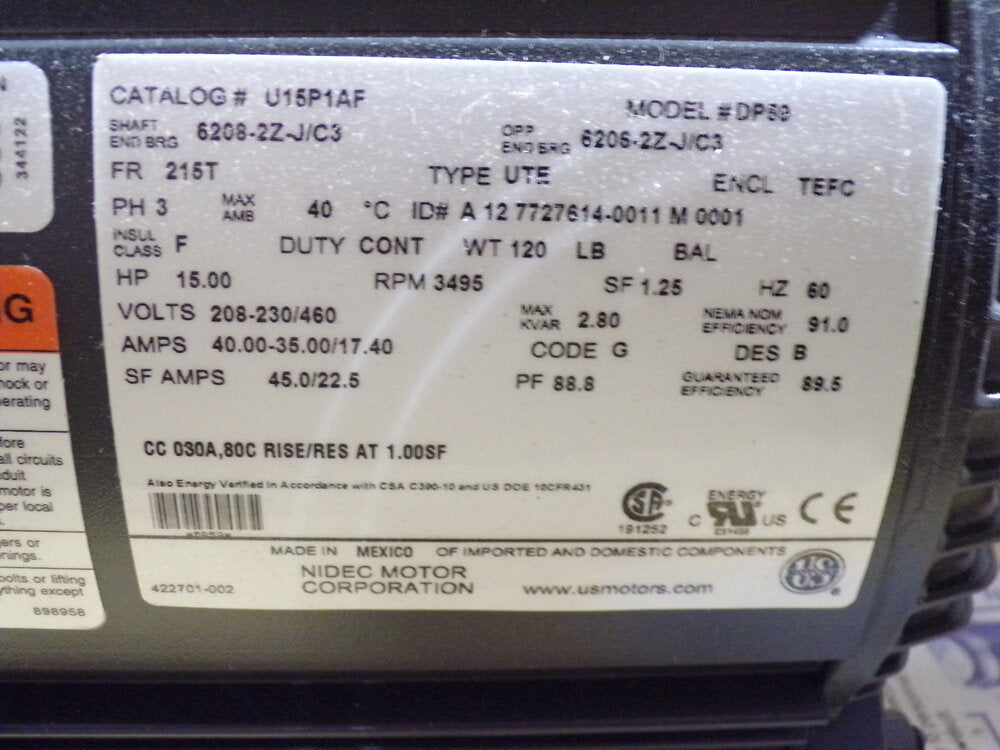 N
344122
G
or may
hock or
erating
fore
all circuits
duit
motor is
per local
ers or
nings.
bolts or lifting
ything except
898958
CATALOG # U15P1AF MODEL #
SHAFT END BRG 6208-2Z-J/C3 OPP END BRG 6206-2Z-J/C3
FR 215T TYPE UTE ENCL TEFC
PH 3 MAX AMB 40 °C ID# A 12 7727614-0011 M 0001
INSUL CLASS F DUTY CONT WT 120 LB BAL
HP 15.00 RPM 3495 SF 1.25 HZ 60
VOLTS 208-230/460 MAX KVAR 2.80 NEMA NOM EFFICIENCY 91.0
AMPS 40.00-35.00/17.40 CODE G DES B
SF AMPS 45.0/22.5 PF 88.8 GUARANTEED EFFICIENCY 89.5
CC 030A,80C RISE/RES AT 1.00SF
Also Energy Verified in Accordance with CSA C390-10 and US DOE 10CFR431
SA 191252 C ENERGY US CE
MADE IN MEXICO OF IMPORTED AND DOMESTIC COMPONENTS
NIDEC MOTOR
CORPORATION www.usmotors.com
422701-002
US ®